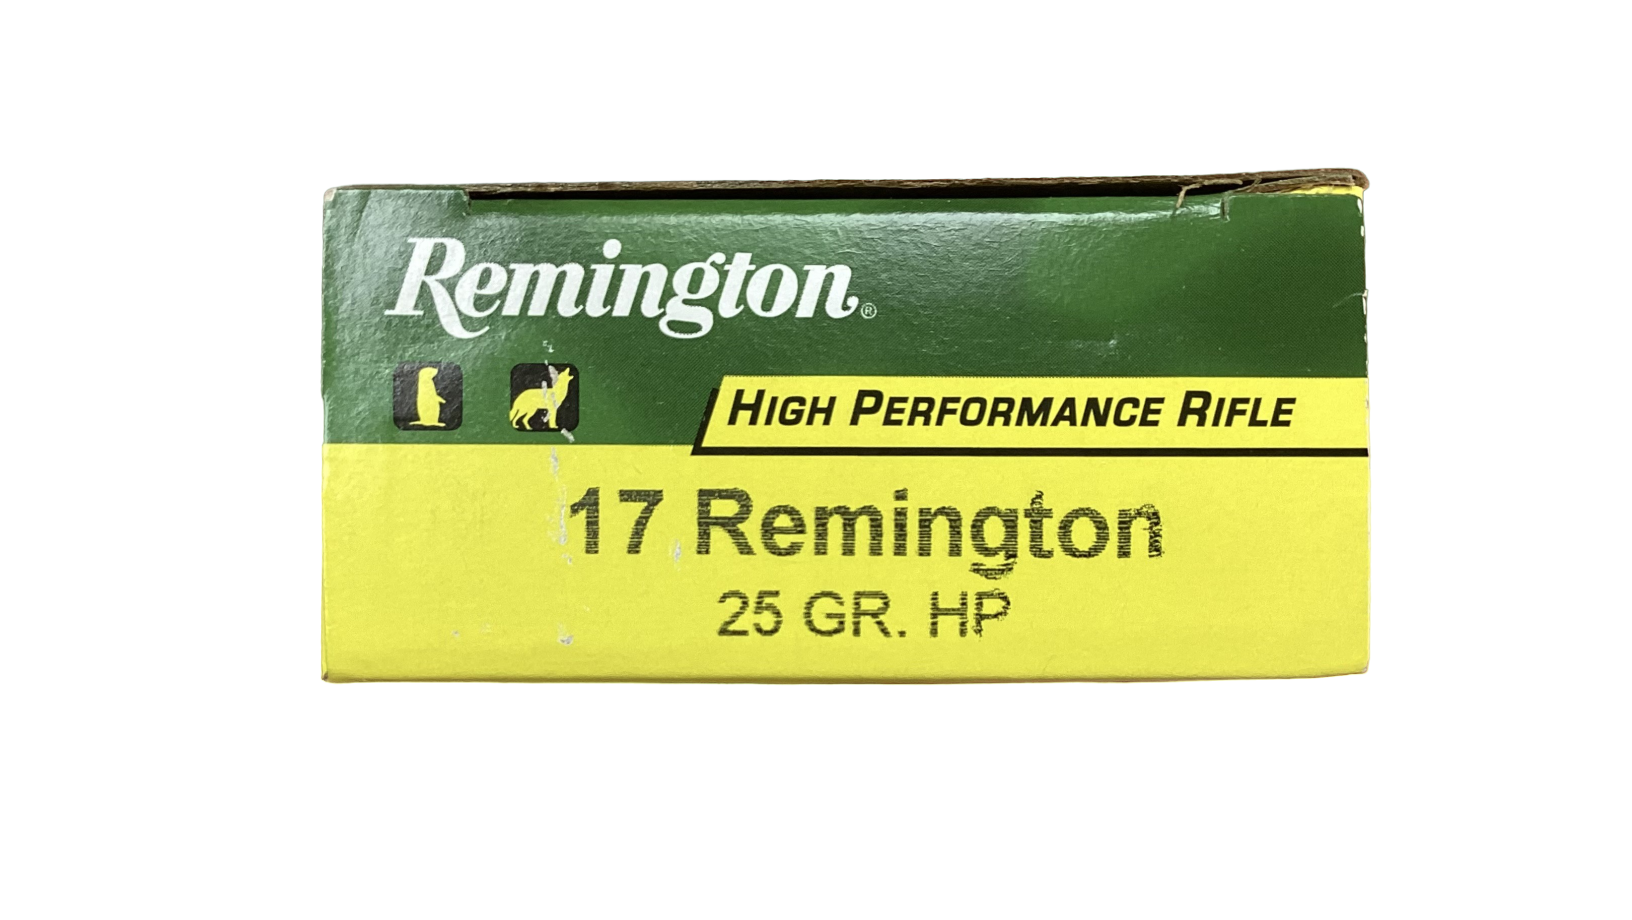 Remington®
HIGH PERFORMANCE RIFLE
17 Remington
25 GR. HP